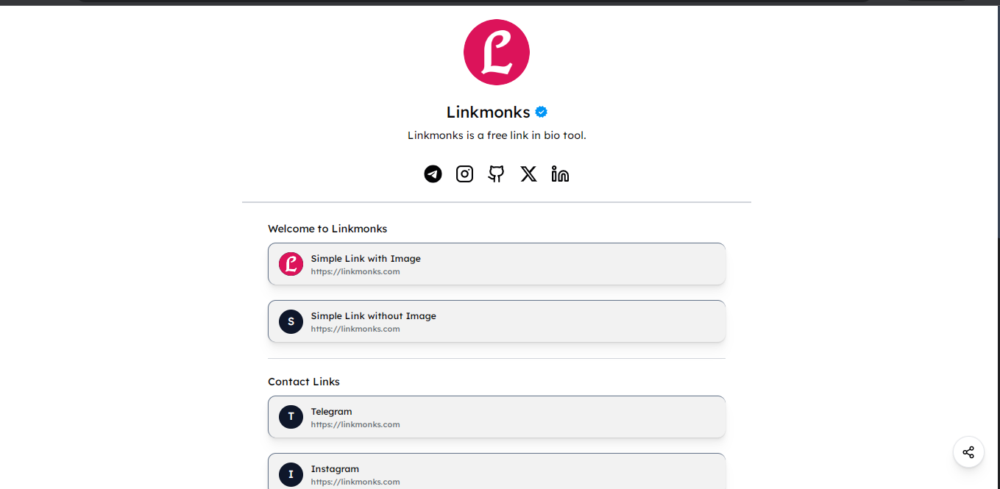 L
Linkmonks
Linkmonks is a free link in bio tool.
Welcome to Linkmonks
L
Simple Link with Image
https://linkmonks.com
S
Simple Link without Image
https://linkmonks.com
Contact Links
T
Telegram
https://linkmonks.com
I
Instagram
https://linkmonks.com